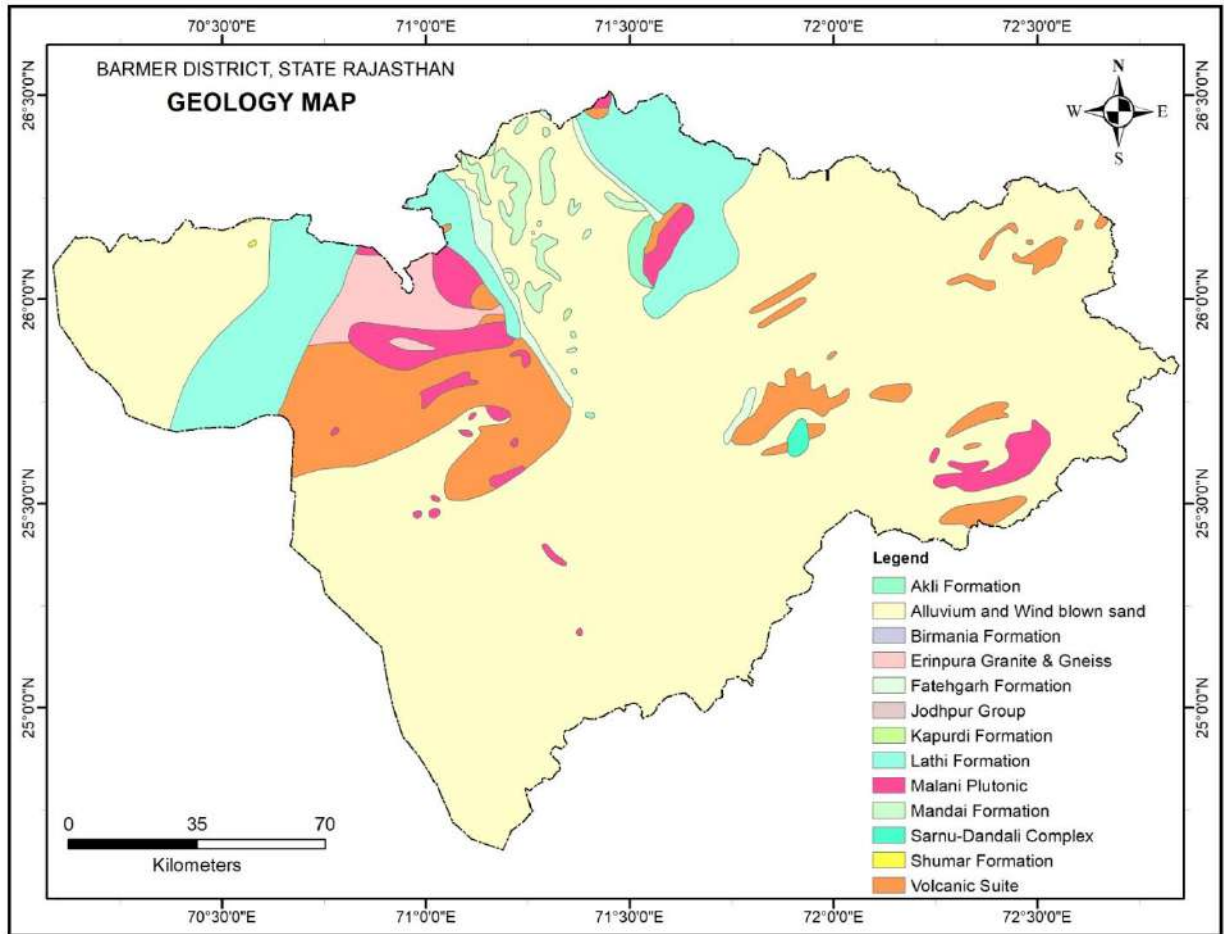 70°30'0"E 71°0'0"E 71°30'0"E 72°0'0"E 72°30'0"E
BARMER DISTRICT, STATE RAJASTHAN
GEOLOGY MAP
N
W E
S
26°30'0"N 26°30'0"N
26°0'0"N 26°0'0"N
25°30'0"N 25°30'0"N
25°0'0"N 25°0'0"N
Legend
Akli Formation
Alluvium and Wind blown sand
Birmania Formation
Erinpura Granite & Gneiss
Fatehgarh Formation
Jodhpur Group
Kapurdi Formation
Lathi Formation
Malani Plutonic
Mandai Formation
Sarnu-Dandali Complex
Shumar Formation
Volcanic Suite
0 35 70
Kilometers
70°30'0"E 71°0'0"E 71°30'0"E 72°0'0"E 72°30'0"E